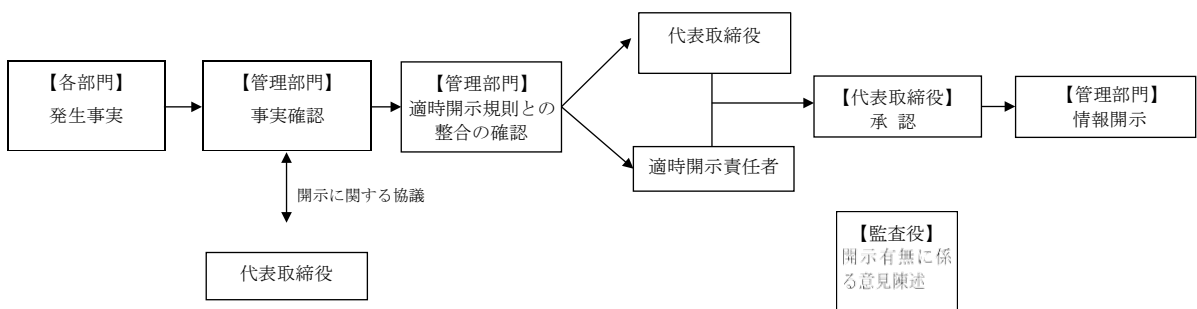 【各部門】
発生事実
【管理部門】
事実確認
【管理部門】
適時開示規則との
整合の確認
代表取締役
適時開示責任者
【代表取締役】
承 認
【管理部門】
情報開示
開示に関する協議
代表取締役
【監査役】
開示有無に係
る意見陳述